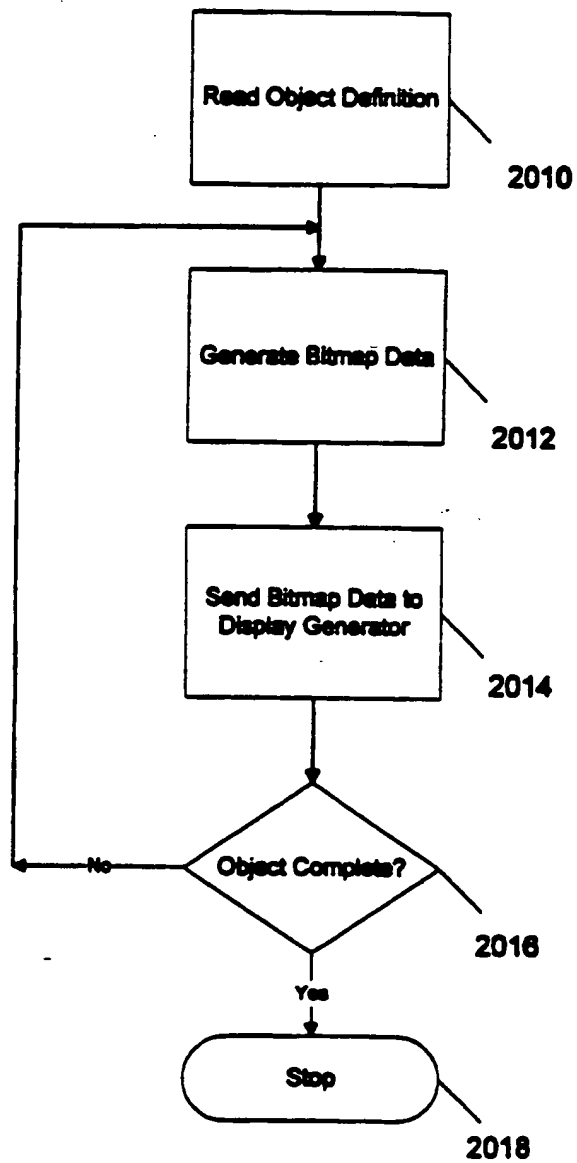 Read Object Definition
2010
Generate Bitmap Data
2012
Send Bitmap Data to
Display Generator
2014
Object Complete?
No
2016
Yes
Stop
2018